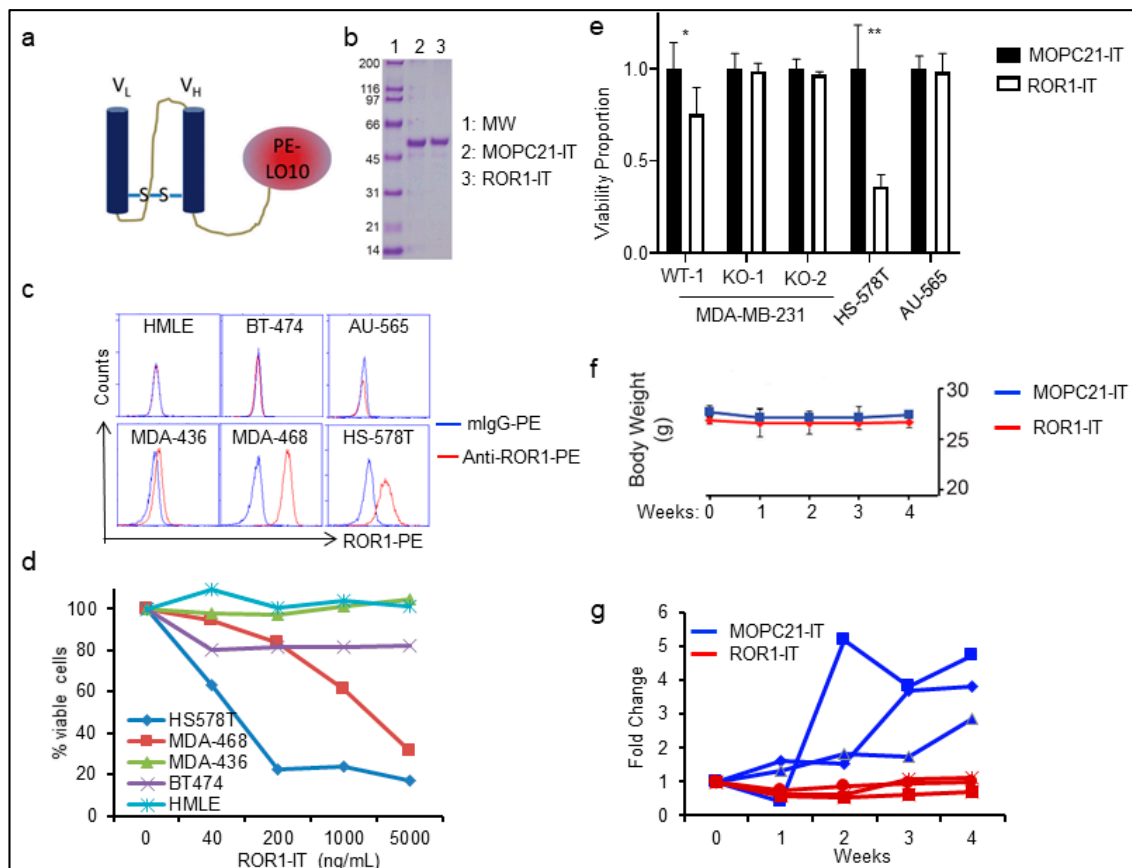 a
V_L V_H
S S
PE-
LO10
b
1 2 3
200
116
97
66
45
31
21
14
1: MW
2: MOPC21-IT
3: ROR1-IT
c
HMLE BT-474 AU-565
MDA-436 MDA-468 HS-578T
Counts
ROR1-PE
mIgG-PE
Anti-ROR1-PE
d
% viable cells
100
80
60
40
20
0
HS578T
MDA-468
MDA-436
BT474
HMLE
0 40 200 1000 5000
ROR1-IT (ng/mL)
e
Viability Proportion
1.0
0.5
0.0
* **
MOPC21-IT
ROR1-IT
WT-1 KO-1 KO-2 HS-578T AU-565
MDA-MB-231
f
Body Weight
(g)
30
25
20
Weeks: 0 1 2 3 4
MOPC21-IT
ROR1-IT
g
Fold Change
6
5
4
3
2
1
0
MOPC21-IT
ROR1-IT
0 1 2 3 4
Weeks